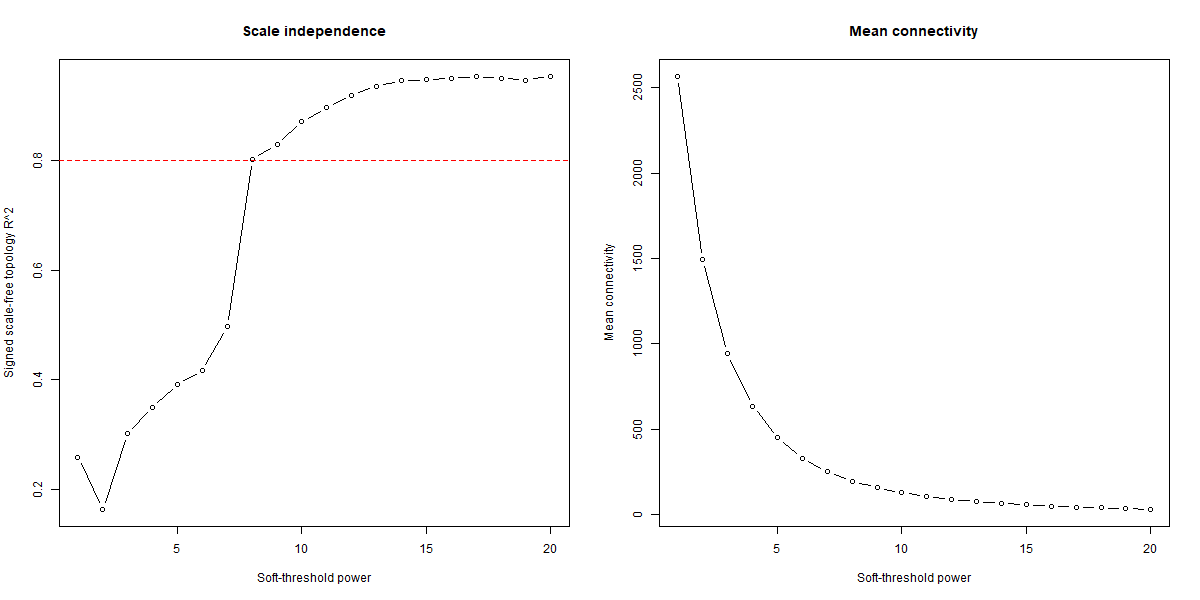 Scale independence
Signed scale-free topology R^2
0.8
0.6
0.4
0.2
5 10 15 20
Soft-threshold power
Mean connectivity
Mean connectivity
2500
2000
1500
1000
500
0
5 10 15 20
Soft-threshold power